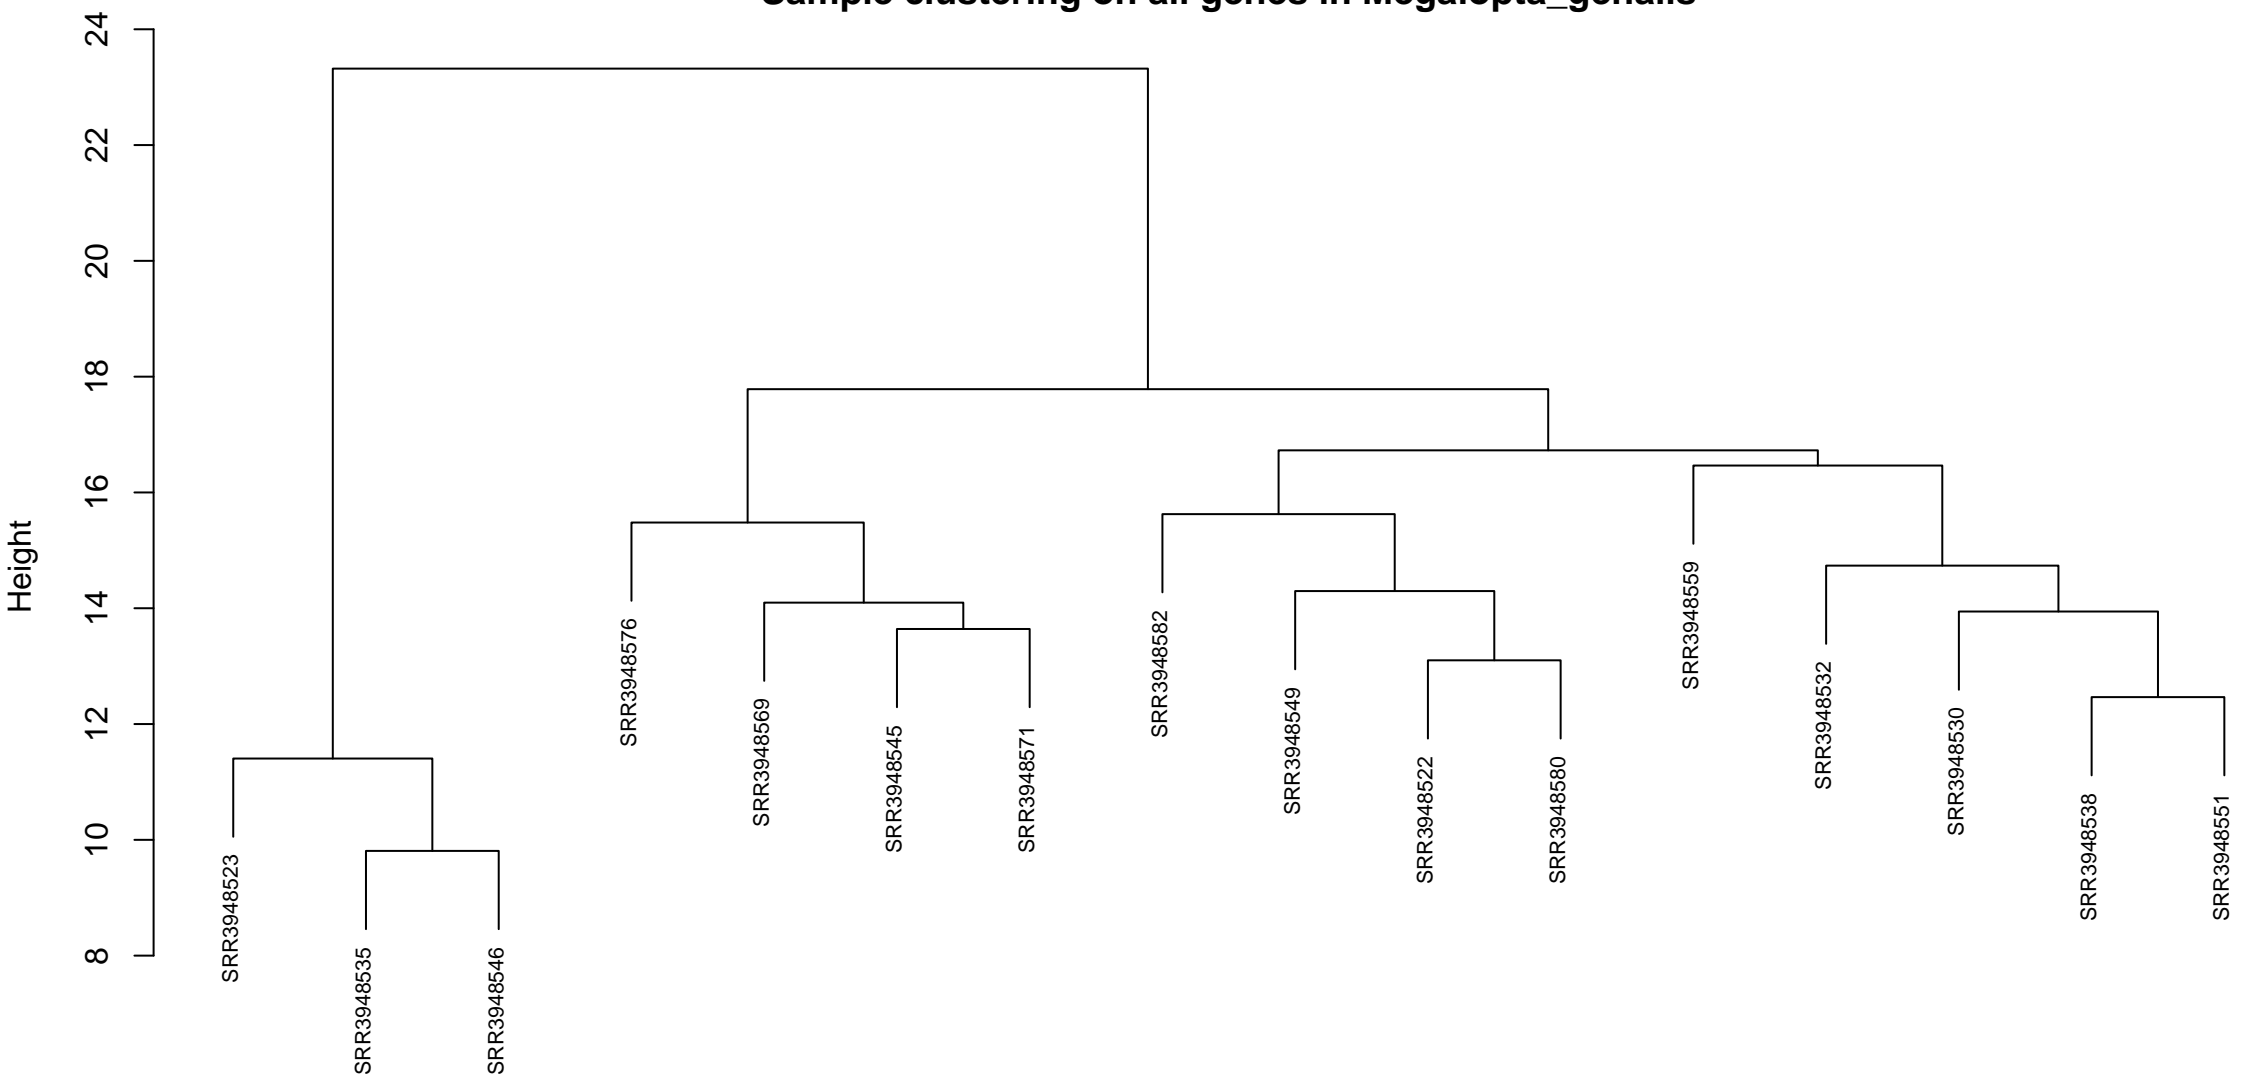 Sample clustering on all genes in Megalopta_genalis
Height
24
22
20
18
16
14
12
10
8
SRR3948523
SRR3948535
SRR3948546
SRR3948576
SRR3948569
SRR3948545
SRR3948571
SRR3948582
SRR3948549
SRR3948522
SRR3948580
SRR3948559
SRR3948532
SRR3948530
SRR3948538
SRR3948551